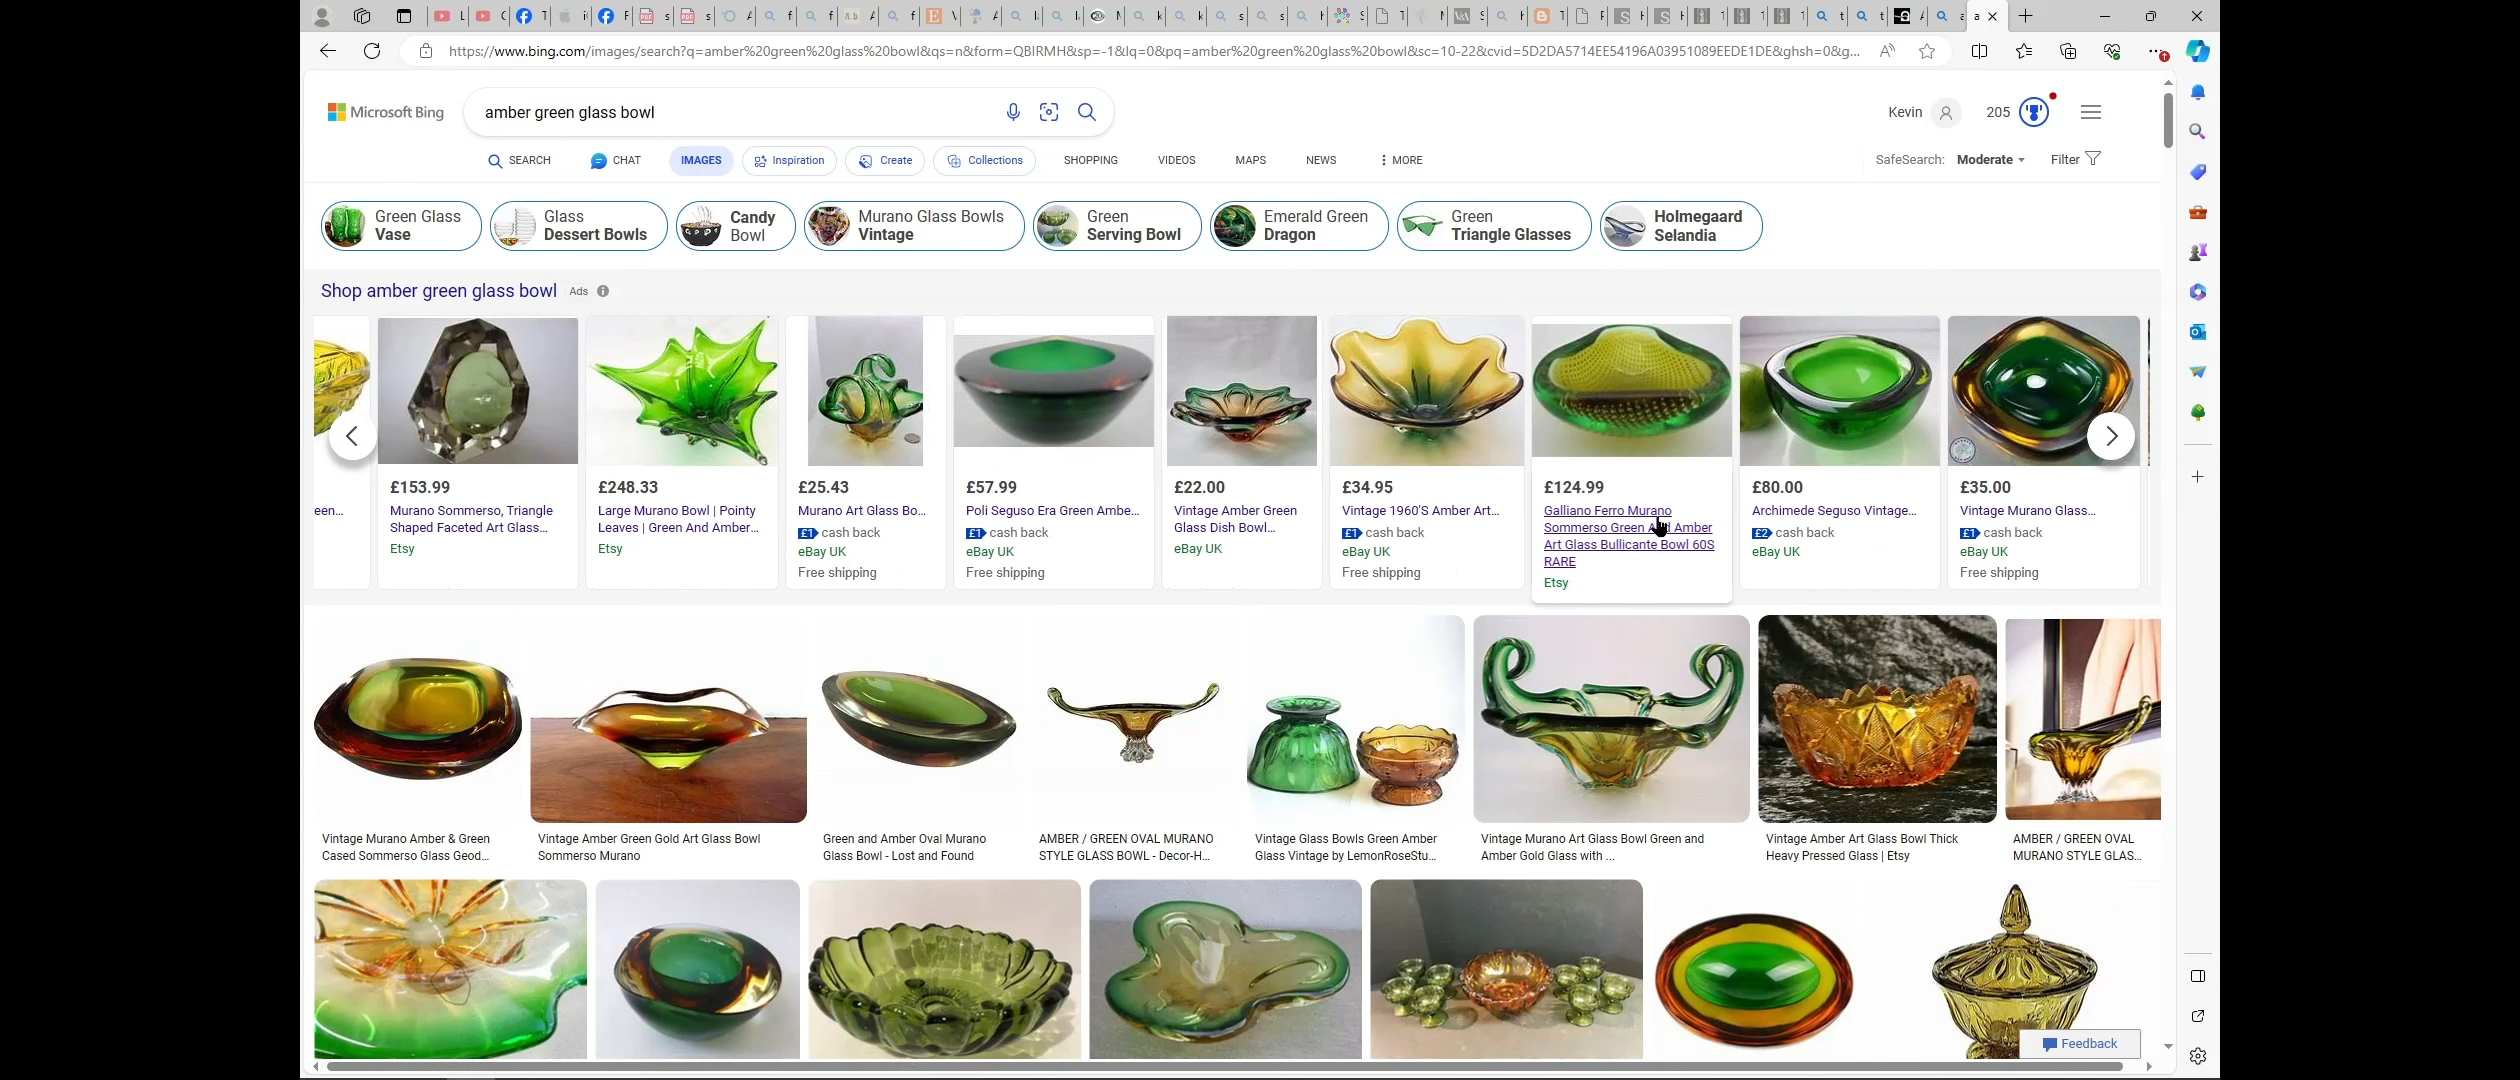 https://www.bing.com/images/search?q=amber%20green%20glass%20bowl&qs=n&form=QBIRMH&sp=-1&lq=0&pq=amber%20green%20glass%20bowl&sc=10-22&cvid=5D2DA5714EE54196A03951089EEDE1DE&ghsh=0&g...
Microsoft Bing
amber green glass bowl
Kevin
205
SEARCH
CHAT
IMAGES
Inspiration
Create
Collections
SHOPPING
VIDEOS
MAPS
NEWS
MORE
SafeSearch: Moderate
Filter
Green Glass
Vase
Glass
Dessert Bowls
Candy
Bowl
Murano Glass Bowls
Vintage
Green
Serving Bowl
Emerald Green
Dragon
Green
Triangle Glasses
Holmegaard
Selandia
Shop amber green glass bowl Ads
een...
£153.99
Murano Sommerso, Triangle
Shaped Faceted Art Glass...
Etsy
£248.33
Large Murano Bowl | Pointy
Leaves | Green And Amber...
Etsy
£25.43
Murano Art Glass Bo...
£1 cash back
eBay UK
Free shipping
£57.99
Poli Seguso Era Green Ambe...
£1 cash back
eBay UK
Free shipping
£22.00
Vintage Amber Green
Glass Dish Bowl...
eBay UK
£34.95
Vintage 1960'S Amber Art...
£1 cash back
eBay UK
Free shipping
£124.99
Galliano Ferro Murano
Sommerso Green And Amber
Art Glass Bullicante Bowl 60S
RARE
Etsy
£80.00
Archimede Seguso Vintage...
£2 cash back
eBay UK
£35.00
Vintage Murano Glass...
£1 cash back
eBay UK
Free shipping
Vintage Murano Amber & Green
Cased Sommerso Glass Geod...
Vintage Amber Green Gold Art Glass Bowl
Sommerso Murano
Green and Amber Oval Murano
Glass Bowl - Lost and Found
AMBER / GREEN OVAL MURANO
STYLE GLASS BOWL - Decor-H...
Vintage Glass Bowls Green Amber
Glass Vintage by LemonRoseStu...
Vintage Murano Art Glass Bowl Green and
Amber Gold Glass with ...
Vintage Amber Art Glass Bowl Thick
Heavy Pressed Glass | Etsy
AMBER / GREEN OVAL
MURANO STYLE GLAS...
Feedback